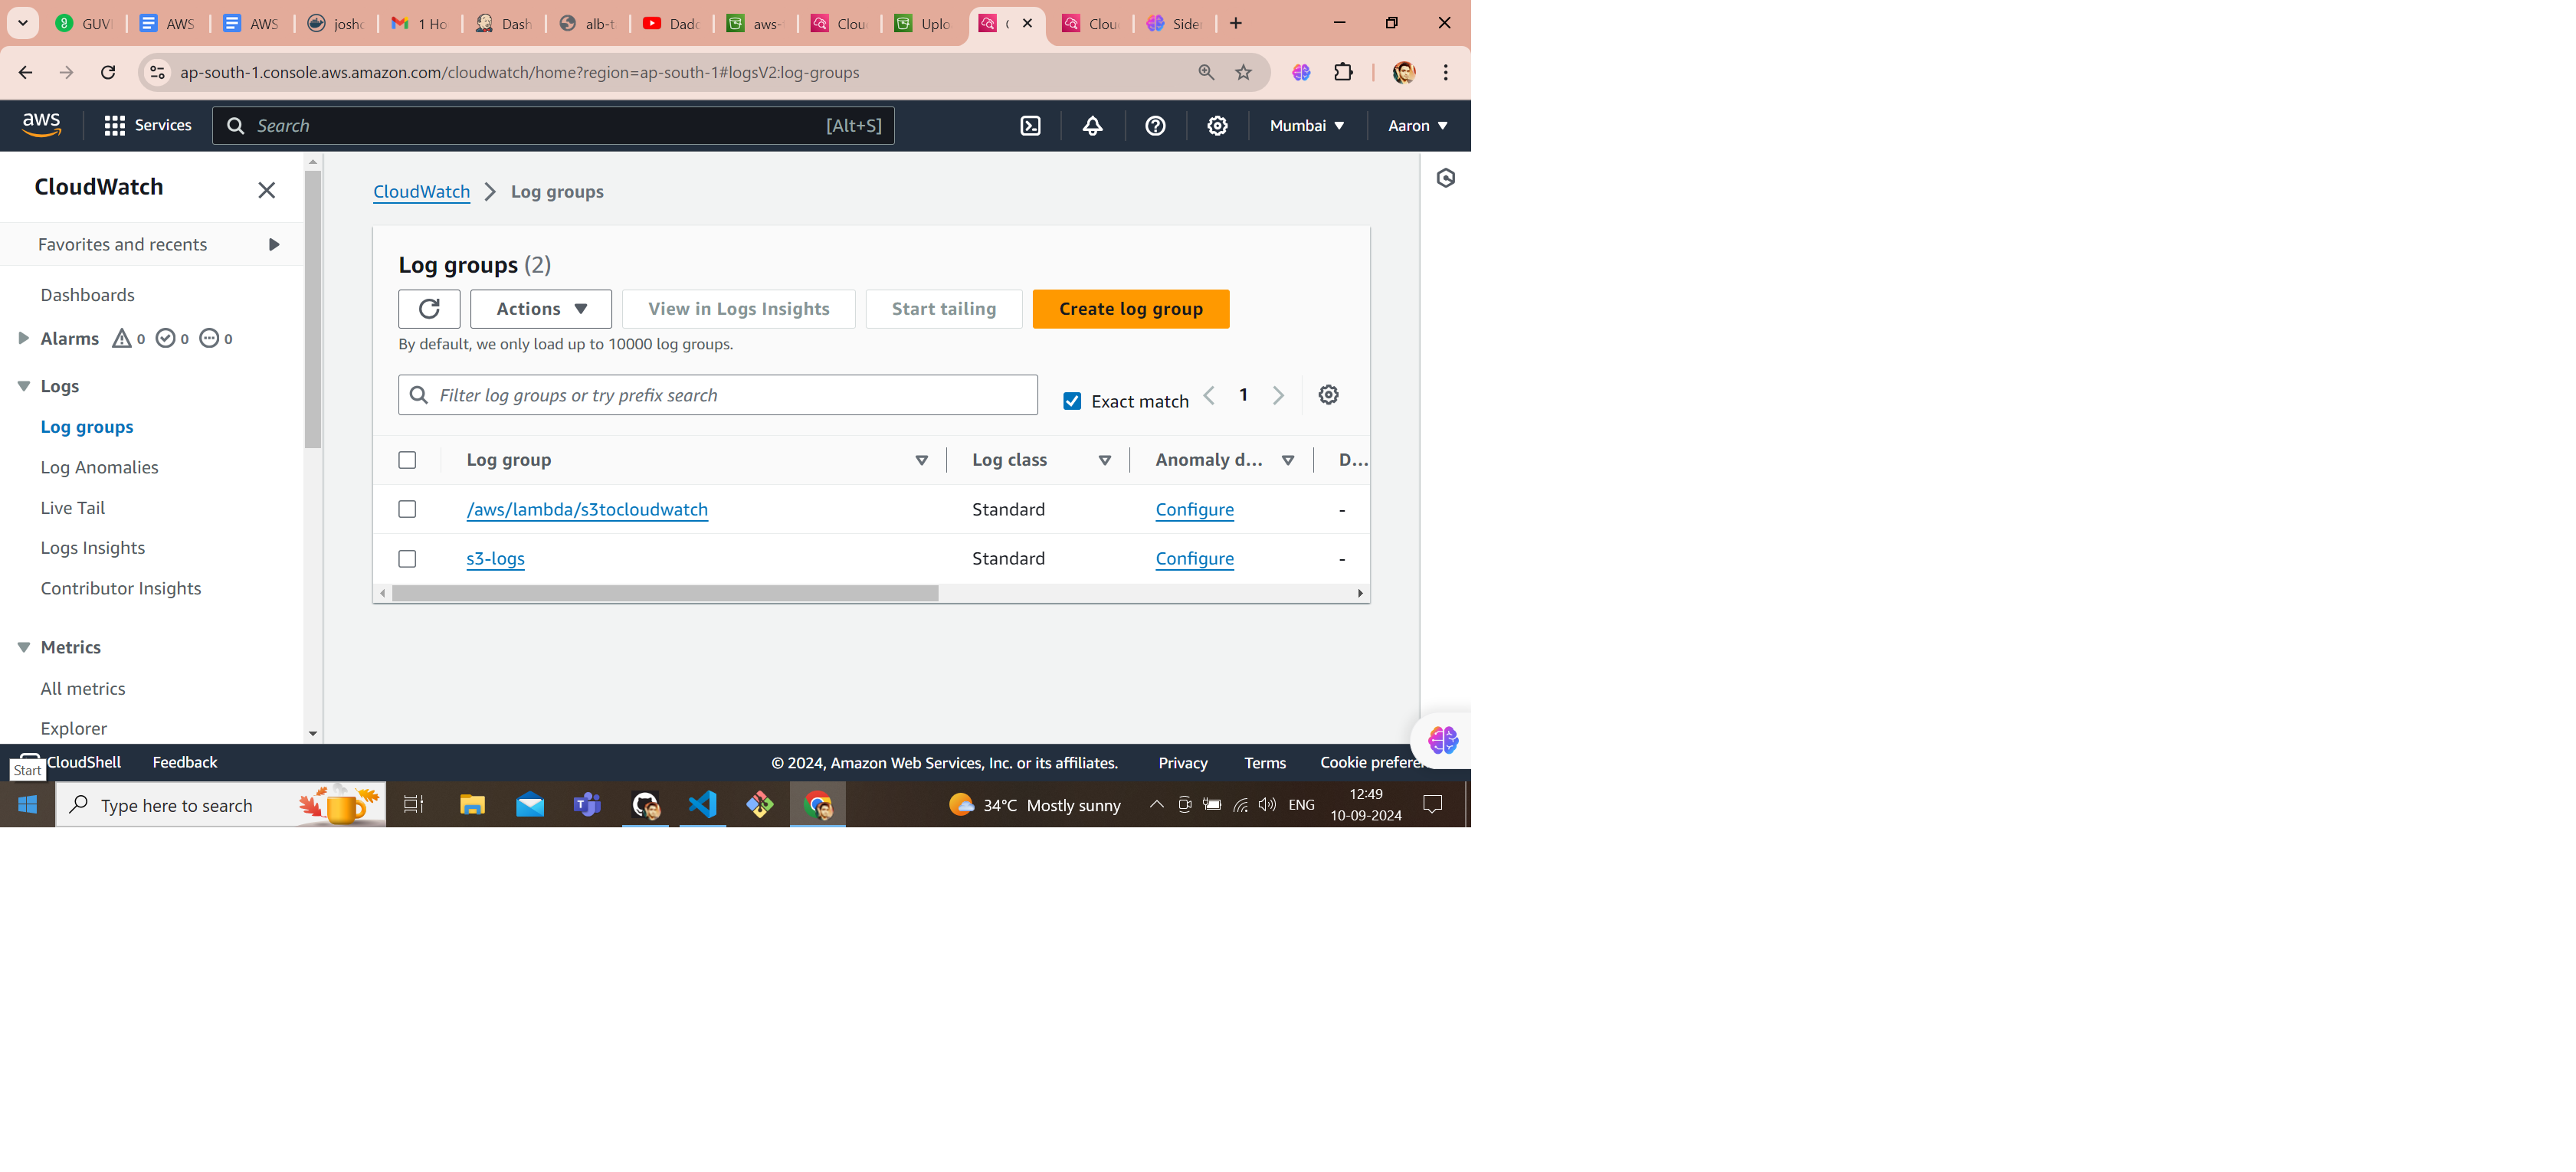 GUV
AWS
AWS
josh
1 Ho
Dash
alb-t
Dad
aws-
Clou
Uplo
Clou
Sider
ap-south-1.console.aws.amazon.com/cloudwatch/home?region=ap-south-1#logsV2:log-groups
aws
Services
Search
[Alt+S]
Mumbai
Aaron
CloudWatch
Favorites and recents
Dashboards
Alarms 0 0 0
Logs
Log groups
Log Anomalies
Live Tail
Logs Insights
Contributor Insights
Metrics
All metrics
Explorer
CloudWatch
Log groups
Log groups (2)
Actions
View in Logs Insights
Start tailing
Create log group
By default, we only load up to 10000 log groups.
Filter log groups or try prefix search
Exact match
1
Log group
Log class
Anomaly d...
D...
/aws/lambda/s3tocloudwatch
Standard
Configure
-
s3-logs
Standard
Configure
-
CloudShell
Feedback
© 2024, Amazon Web Services, Inc. or its affiliates.
Privacy
Terms
Cookie prefere
Start
Type here to search
34°C Mostly sunny
ENG
12:49
10-09-2024